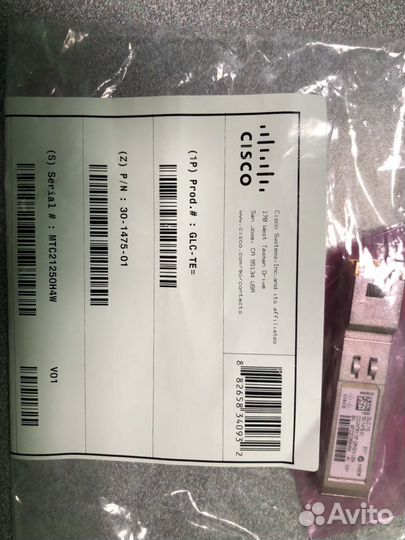 CISCO
Cisco Systems, Inc. and its affiliates
170 West Tasman Drive
San Jose, CA 95134 USA
www.cisco.com/go/contacts
(1P) Prod.# : GLC-TE=
(Z) P/N : 30-1475-01
(S) Serial # : MTC21250H4W
V01
8 82658 34093 2
Avito